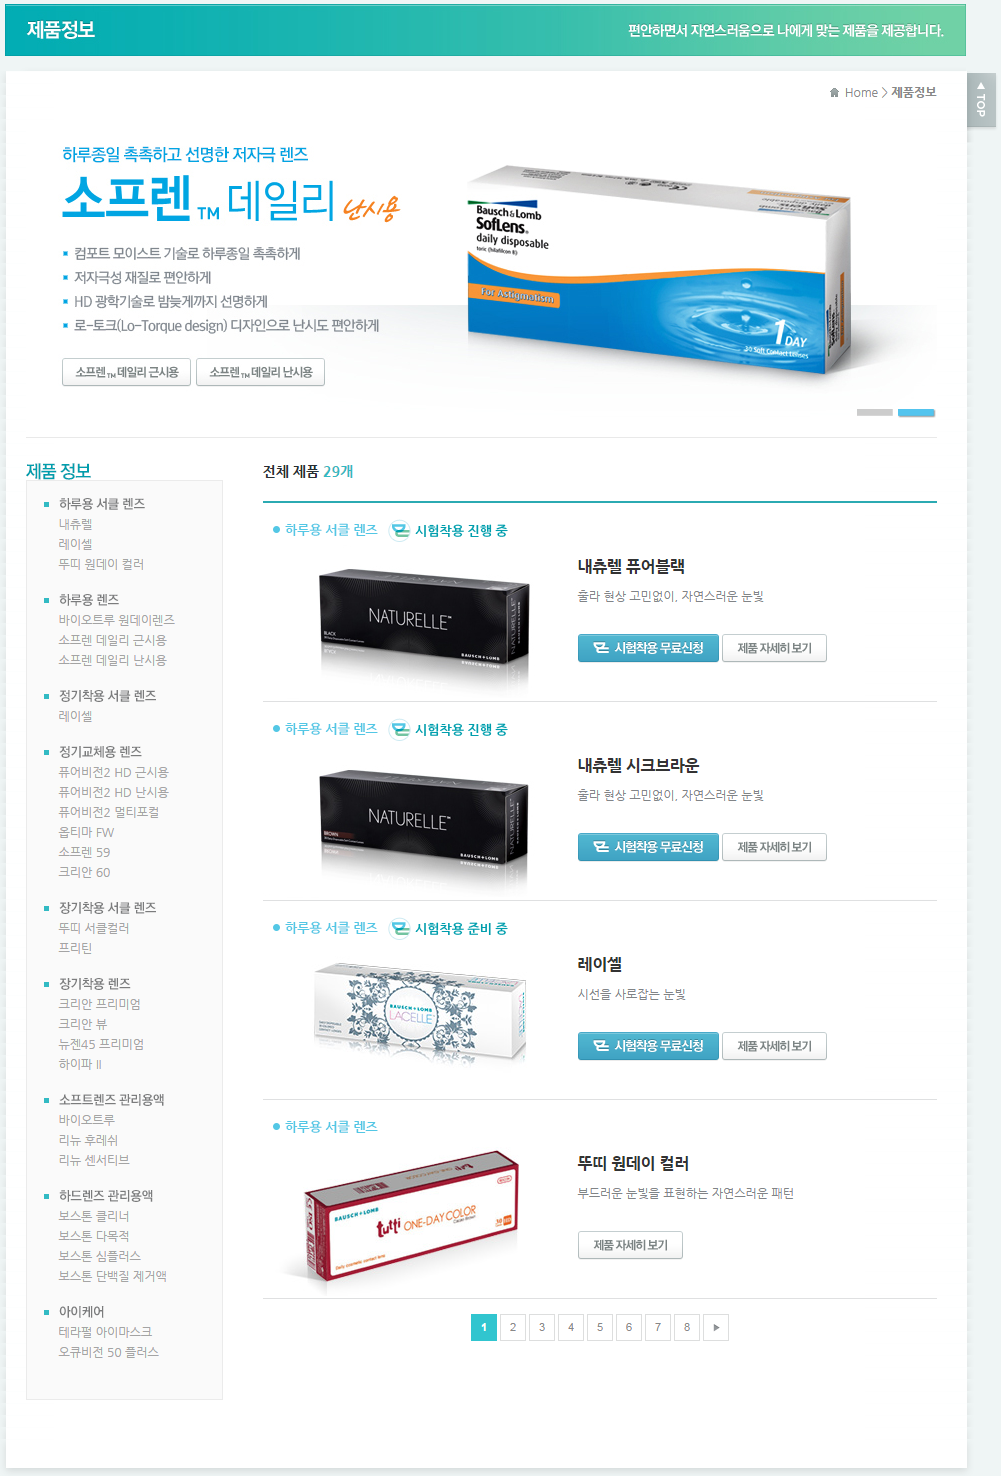 제품정보
편안하면서 자연스러움으로 나에게 맞는 제품을 제공합니다.
TOP
Home > 제품정보
하루종일 촉촉하고 선명한 저자극 렌즈
소프렌™ 데일리 난시용
컴포트 모이스트 기술로 하루종일 촉촉하게
저자극성 재질로 편안하게
HD 광학기술로 밤늦게까지 선명하게
로-토크(Lo-Torque design) 디자인으로 난시도 편안하게
소프렌™데일리 근시용
소프렌™데일리 난시용
Bausch & Lomb
SofLens®
daily disposable
toric (hilafilcon B)
For Astigmatism
1 DAY
30 Soft Contact Lenses
제품 정보
하루용 서클 렌즈
내츄렐
레이셀
뚜띠 원데이 컬러
하루용 렌즈
바이오트루 원데이렌즈
소프렌 데일리 근시용
소프렌 데일리 난시용
정기착용 서클 렌즈
레이셀
정기교체용 렌즈
퓨어비전2 HD 근시용
퓨어비전2 HD 난시용
퓨어비전2 멀티포컬
옵티마 FW
소프렌 59
크리안 60
장기착용 서클 렌즈
뚜띠 서클컬러
프리틴
장기착용 렌즈
크리안 프리미엄
크리안 뷰
뉴젠45 프리미엄
하이파 II
소프트렌즈 관리용액
바이오트루
리뉴 후레쉬
리뉴 센서티브
하드렌즈 관리용액
보스톤 클리너
보스톤 다목적
보스톤 심플러스
보스톤 단백질 제거액
아이케어
테라펄 아이마스크
오큐비전 50 플러스
전체 제품 29개
하루용 서클 렌즈 시험착용 진행 중
NATURELLE™
BLACK
BAUSCH + LOMB
내츄렐 퓨어블랙
훌라 현상 고민없이, 자연스러운 눈빛
시험착용 무료신청
제품 자세히 보기
하루용 서클 렌즈 시험착용 진행 중
NATURELLE™
BROWN
BAUSCH + LOMB
내츄렐 시크브라운
훌라 현상 고민없이, 자연스러운 눈빛
시험착용 무료신청
제품 자세히 보기
하루용 서클 렌즈 시험착용 준비 중
BAUSCH + LOMB
LACELLE
레이셀
시선을 사로잡는 눈빛
시험착용 무료신청
제품 자세히 보기
하루용 서클 렌즈
BAUSCH + LOMB
tutti ONE-DAY COLOR
뚜띠 원데이 컬러
부드러운 눈빛을 표현하는 자연스러운 패턴
제품 자세히 보기
1 2 3 4 5 6 7 8